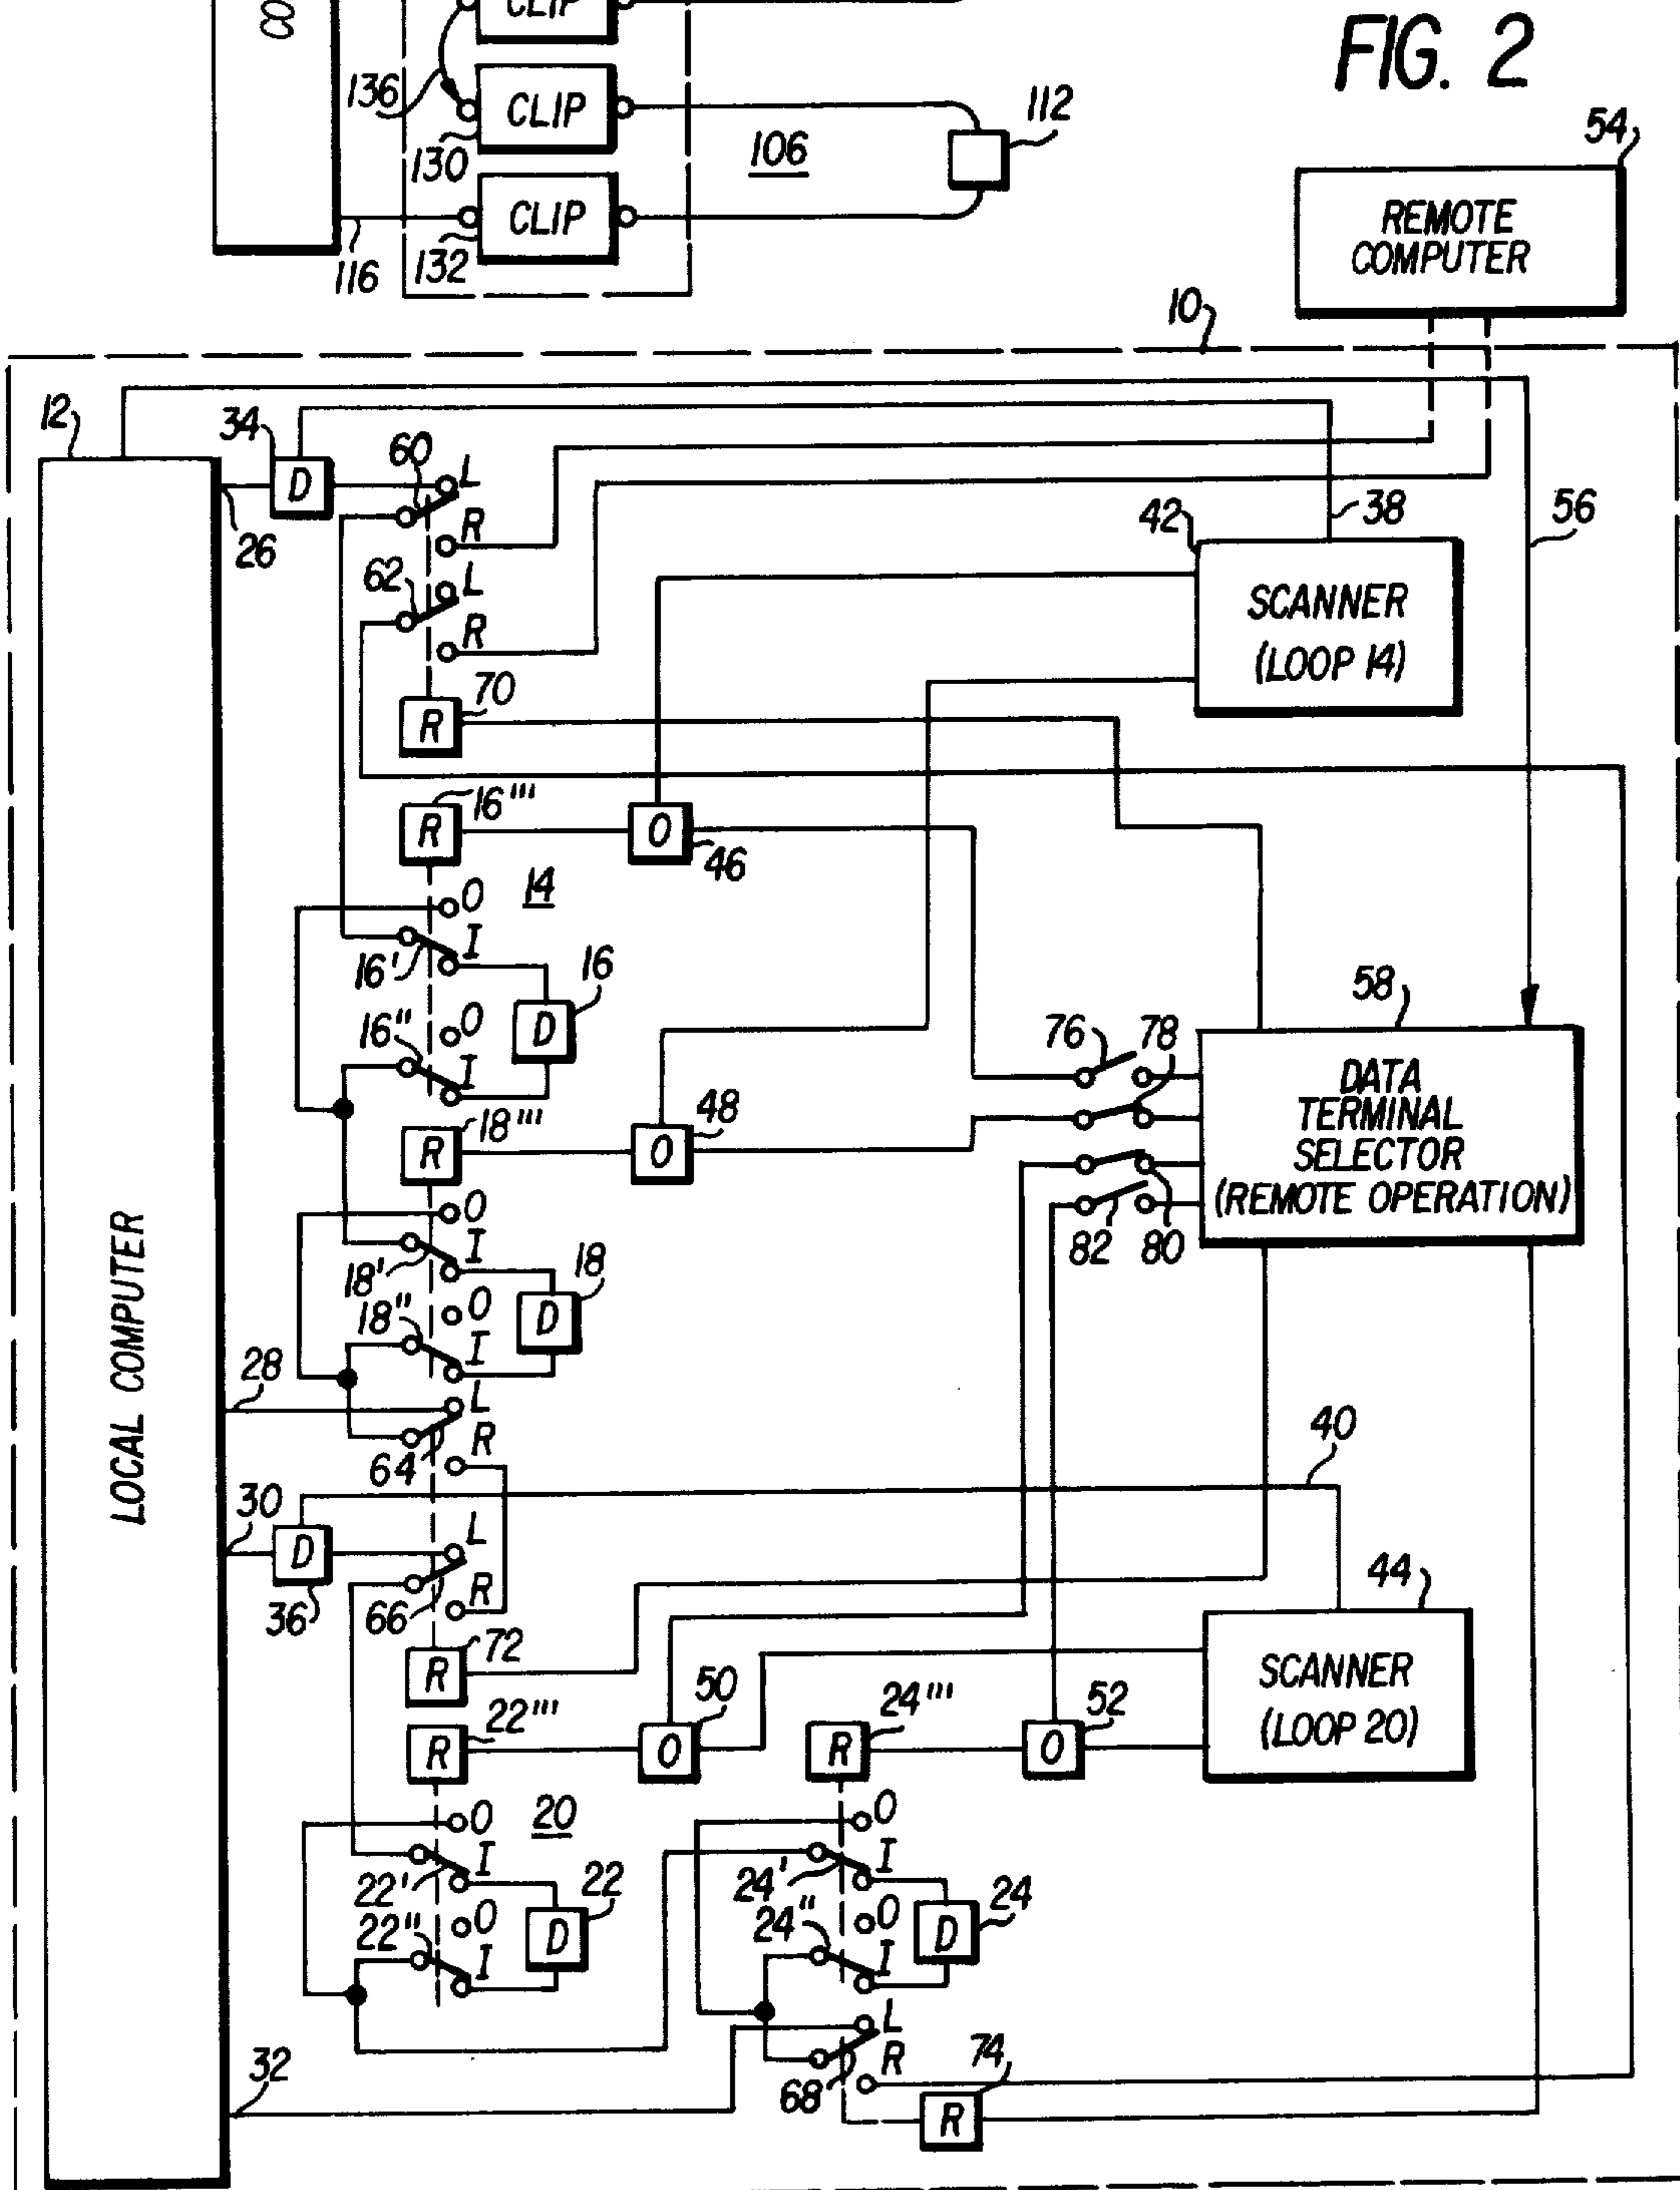 CO
CLIP
FIG. 2
136
CLIP
112
130
106
54
CLIP
REMOTE
COMPUTER
116
132
10
12
34
D
60
L
26
R
38
56
42
62
L
R
SCANNER
(LOOP 14)
70
R
16'''
R
O
46
14
O
I
16'
16
D
58
O
16"
I
76
78
DATA
TERMINAL
SELECTOR
(REMOTE OPERATION)
18'''
R
48
O
82
80
O
I
18'
18
D
O
18"
I
LOCAL COMPUTER
28
L
R
64
40
30
D
L
36
66
R
44
72
R
SCANNER
(LOOP 20)
22'''
R
50
O
24'''
R
52
O
20
O
I
22'
22
D
O
22"
I
O
I
24'
24
D
O
24"
I
L
R
32
68
74
R